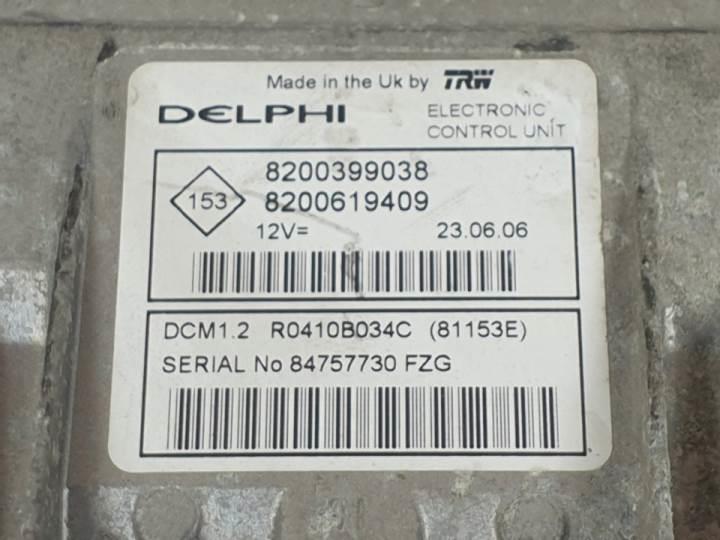 Made in the Uk by TRW
DELPHI
ELECTRONIC
CONTROL UNIT
153
8200399038
8200619409
12V=
23.06.06
DCM1.2 R0410B034C (81153E)
SERIAL No 84757730 FZG